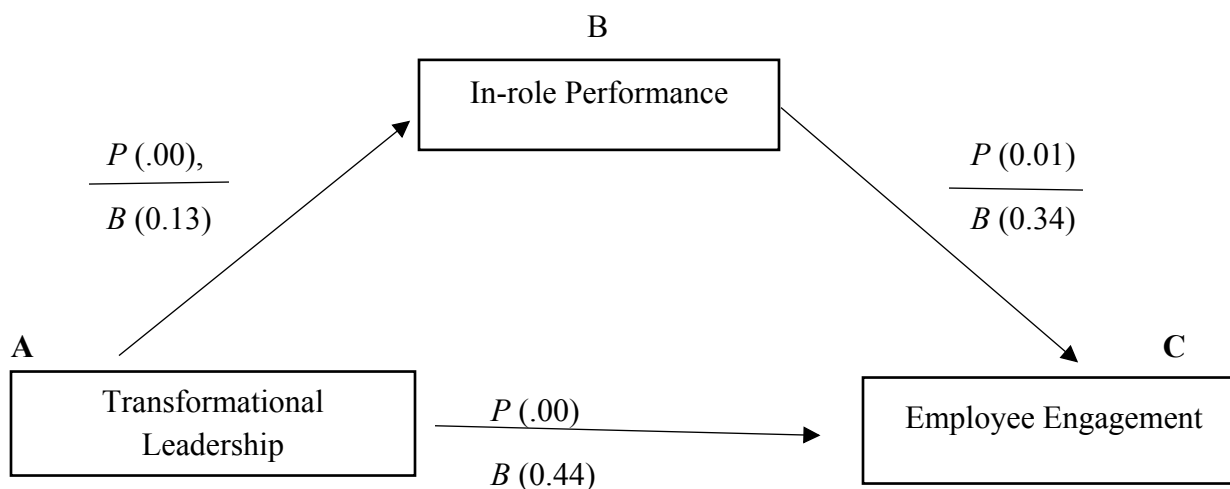 B
In-role Performance
P (.00),
B (0.13)
P (0.01)
B (0.34)
A
C
Transformational
Leadership
P (.00)
B (0.44)
Employee Engagement